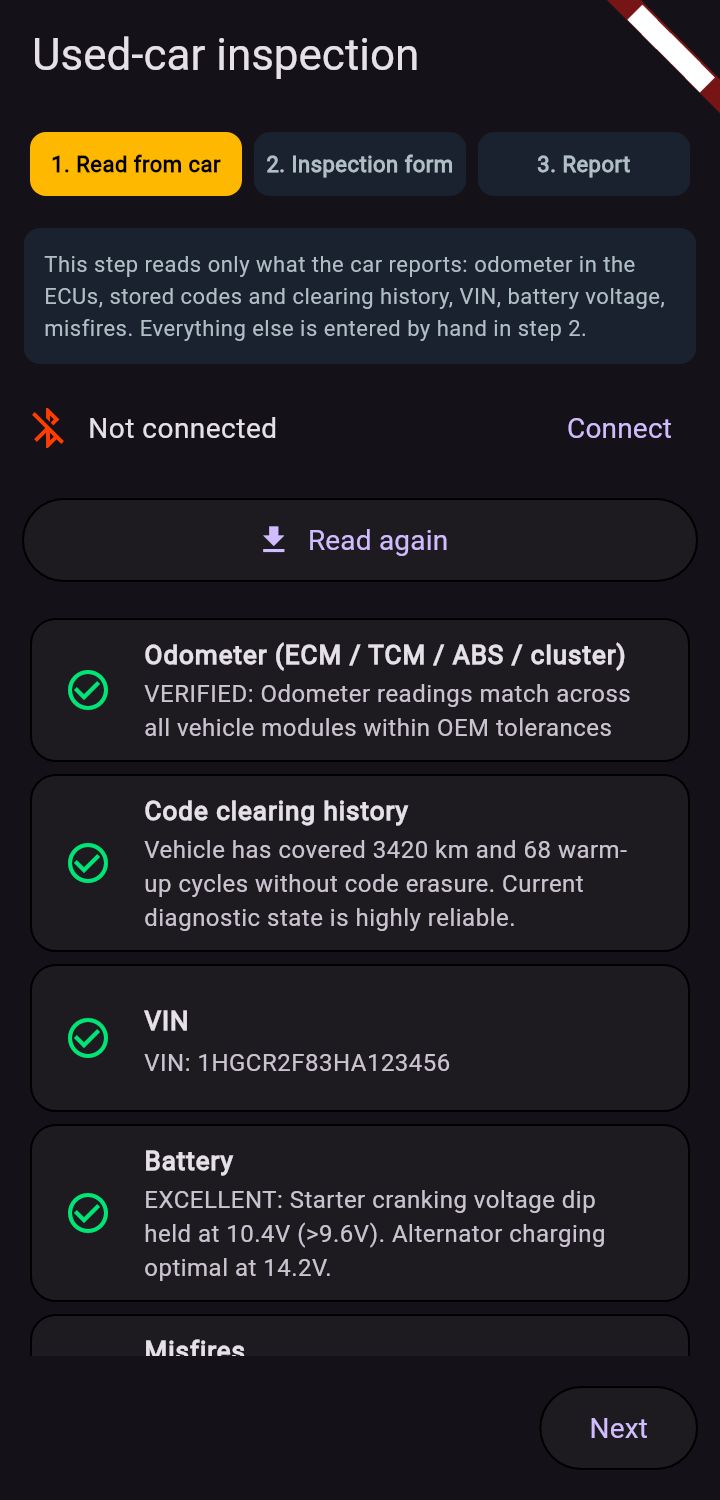 Used-car inspection
1. Read from car
2. Inspection form
3. Report
This step reads only what the car reports: odometer in the
ECUs, stored codes and clearing history, VIN, battery voltage,
misfires. Everything else is entered by hand in step 2.
Not connected
Connect
Read again
Odometer (ECM / TCM / ABS / cluster)
VERIFIED: Odometer readings match across
all vehicle modules within OEM tolerances
Code clearing history
Vehicle has covered 3420 km and 68 warm-
up cycles without code erasure. Current
diagnostic state is highly reliable.
VIN
VIN: 1HGCR2F83HA123456
Battery
EXCELLENT: Starter cranking voltage dip
held at 10.4V (>9.6V). Alternator charging
optimal at 14.2V.
Misfires
Next